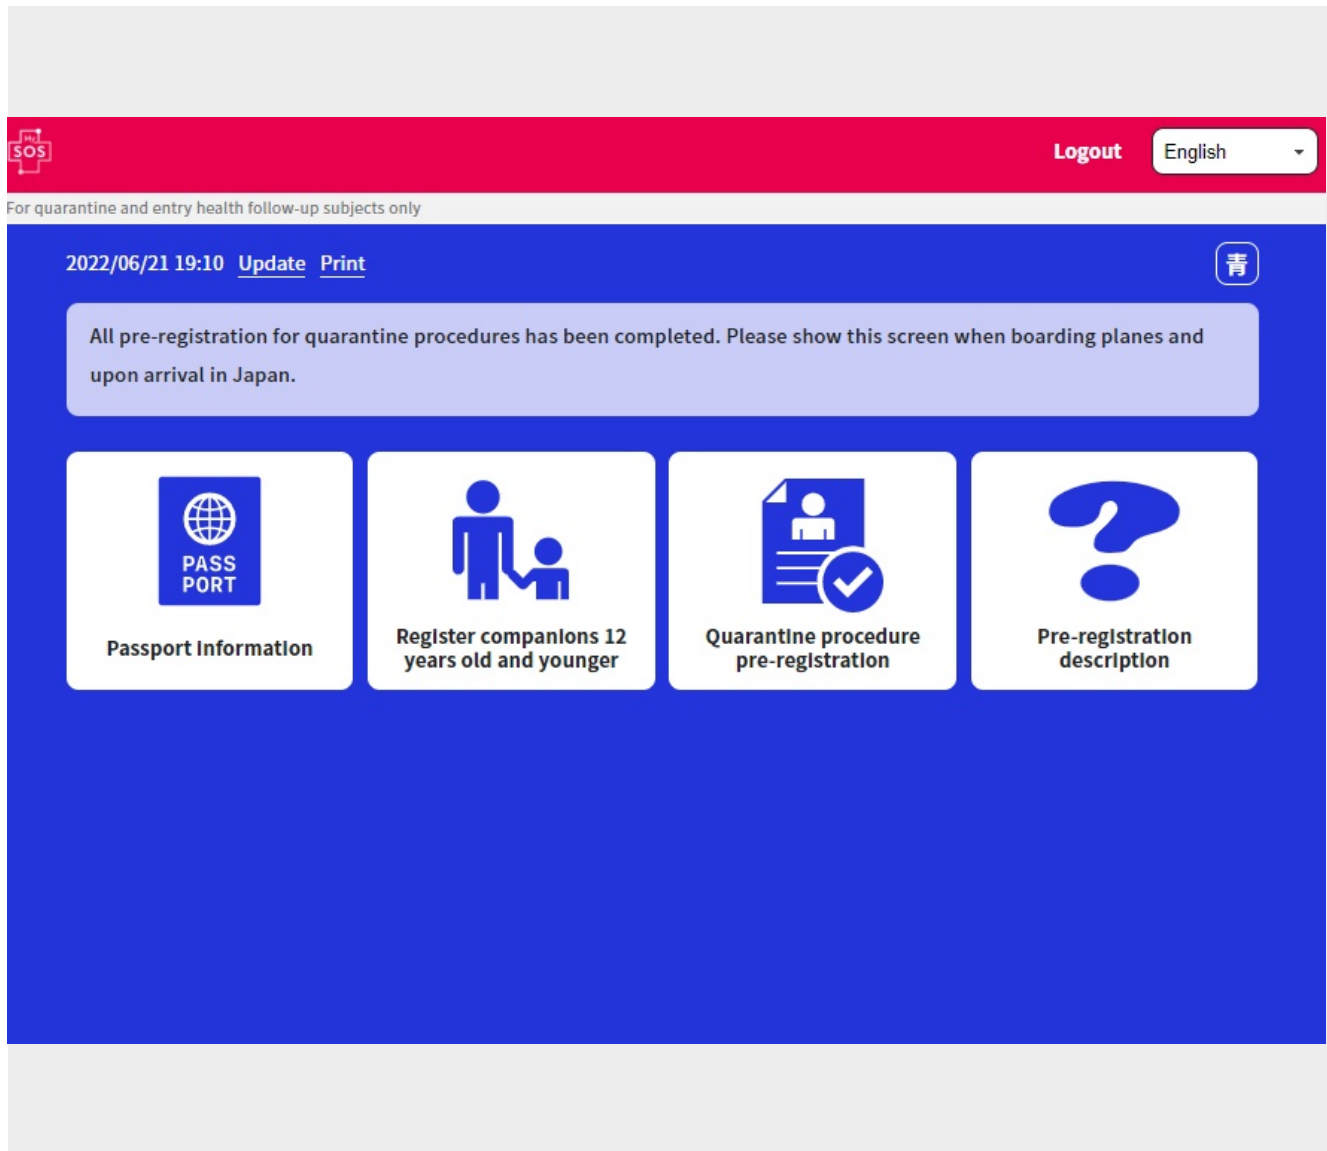 My
SOS
Logout
English
For quarantine and entry health follow-up subjects only
2022/06/21 19:10 Update Print
青
All pre-registration for quarantine procedures has been completed. Please show this screen when boarding planes and
upon arrival in Japan.
PASS
PORT
Passport Information
Register companions 12
years old and younger
Quarantine procedure
pre-registration
Pre-registration
description